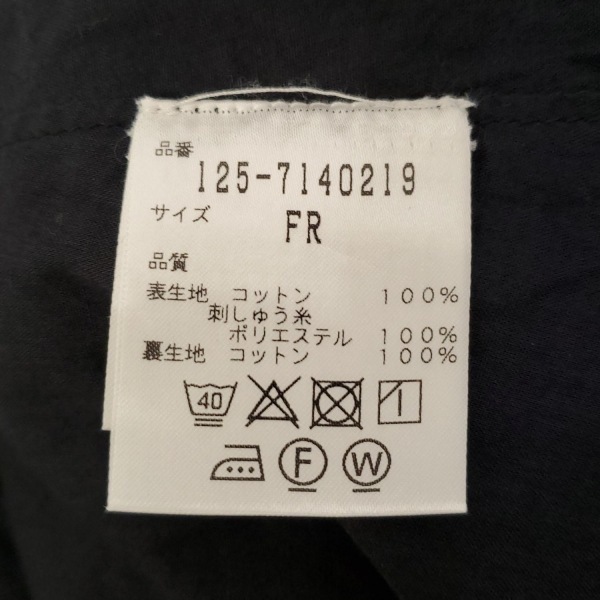 品番
125-7140219
サイズ
FR
品質
表生地 コットン 100%
刺しゅう糸
ポリエステル 100%
裏生地 コットン 100%
40
F W